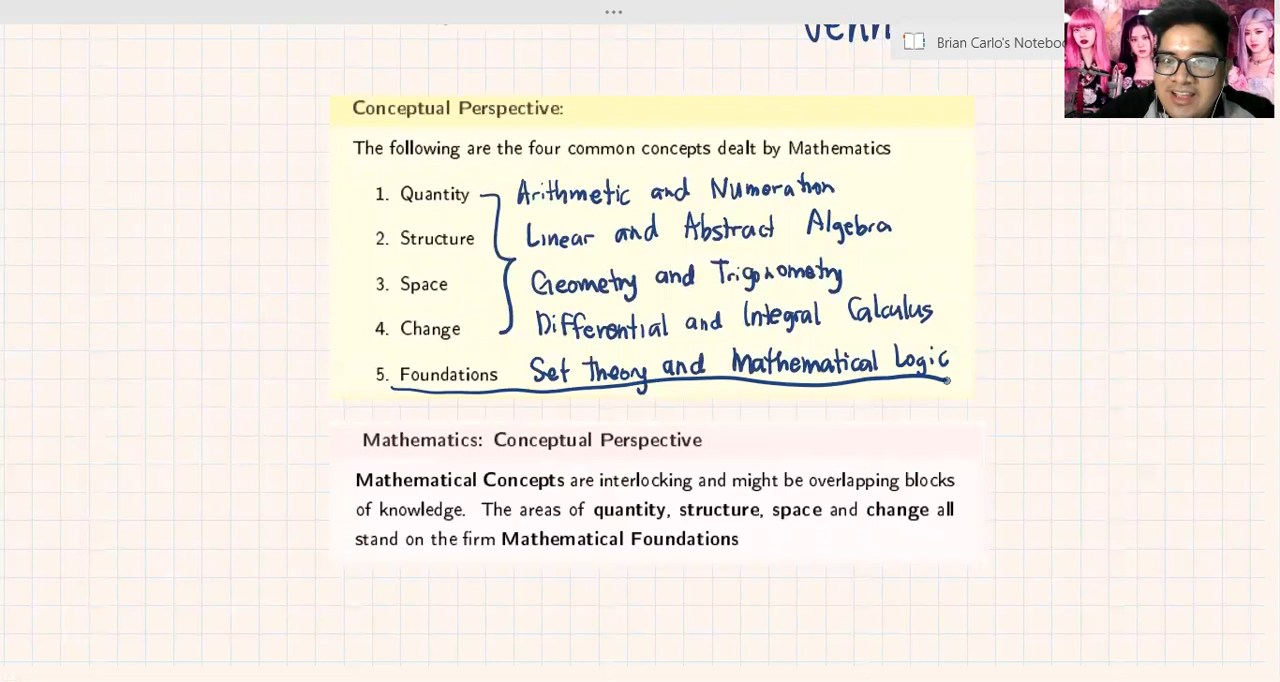 ...
Venn
Brian Carlo's Notebo
Conceptual Perspective:
The following are the four common concepts dealt by Mathematics
1. Quantity Arithmetic and Numeration
2. Structure Linear and Abstract Algebra
3. Space Geometry and Trigonometry
4. Change Differential and Integral Calculus
5. Foundations Set Theory and Mathematical Logic
Mathematics: Conceptual Perspective
Mathematical Concepts are interlocking and might be overlapping blocks
of knowledge. The areas of quantity, structure, space and change all
stand on the firm Mathematical Foundations